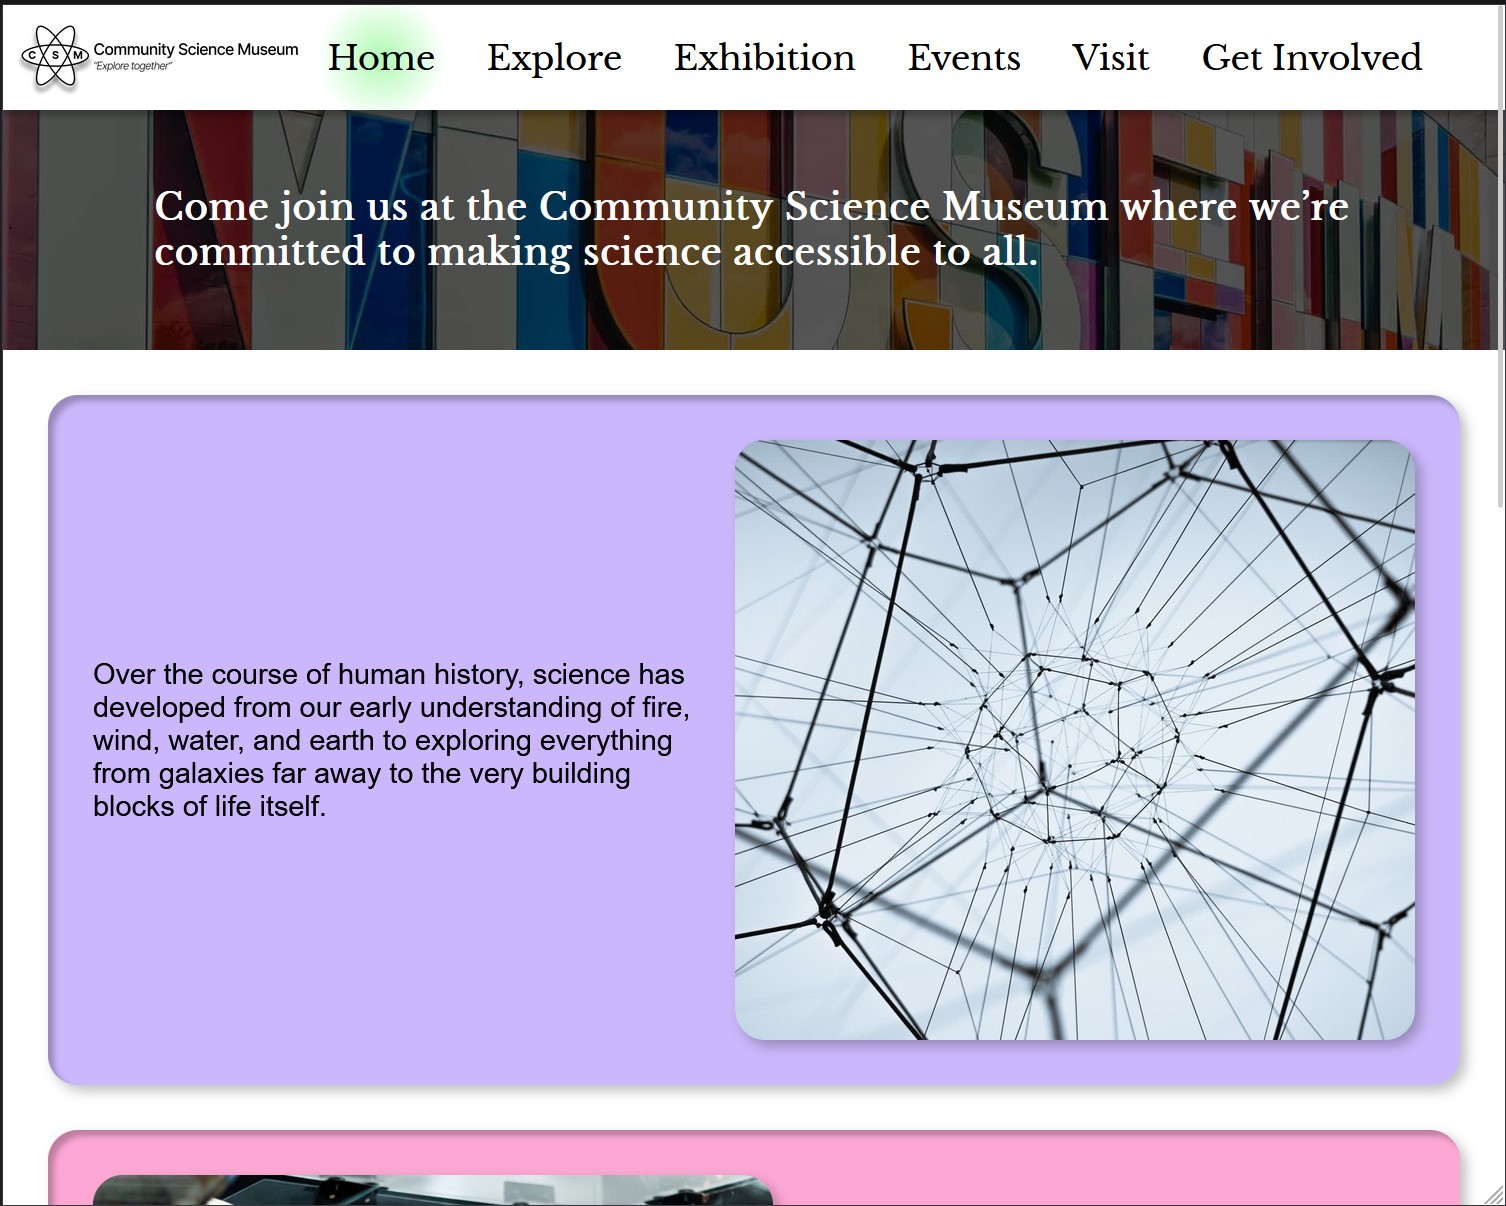 C S M
Community Science Museum
"Explore together"
Home
Explore
Exhibition
Events
Visit
Get Involved
Come join us at the Community Science Museum where we’re
committed to making science accessible to all.
Over the course of human history, science has
developed from our early understanding of fire,
wind, water, and earth to exploring everything
from galaxies far away to the very building
blocks of life itself.